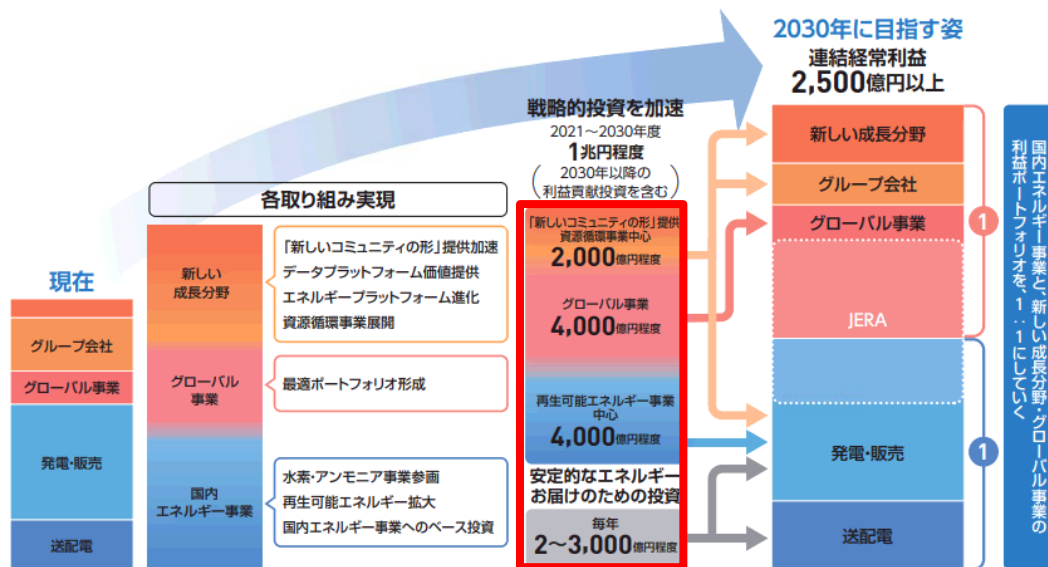 2030年に目指す姿
連結経常利益
2,500億円以上
戦略的投資を加速
2021～2030年度
1兆円程度
(2030年以降の
利益貢献投資を含む)
各取り組み実現
現在
グループ会社
グローバル事業
発電・販売
送配電
新しい
成長分野
グローバル
事業
国内
エネルギー事業
「新しいコミュニティの形」提供加速
データプラットフォーム価値提供
エネルギープラットフォーム進化
資源循環事業展開
最適ポートフォリオ形成
水素・アンモニア事業参画
再生可能エネルギー拡大
国内エネルギー事業へのベース投資
「新しいコミュニティの形」提供
資源循環事業中心
2,000億円程度
グローバル事業
4,000億円程度
再生可能エネルギー事業
中心
4,000億円程度
安定的なエネルギー
お届けのための投資
毎年
2～3,000億円程度
新しい成長分野
グループ会社
グローバル事業
JERA
発電・販売
送配電
1
1
国内エネルギー事業と、新しい成長分野・グローバル事業の
利益ポートフォリオを、1：1にしていく